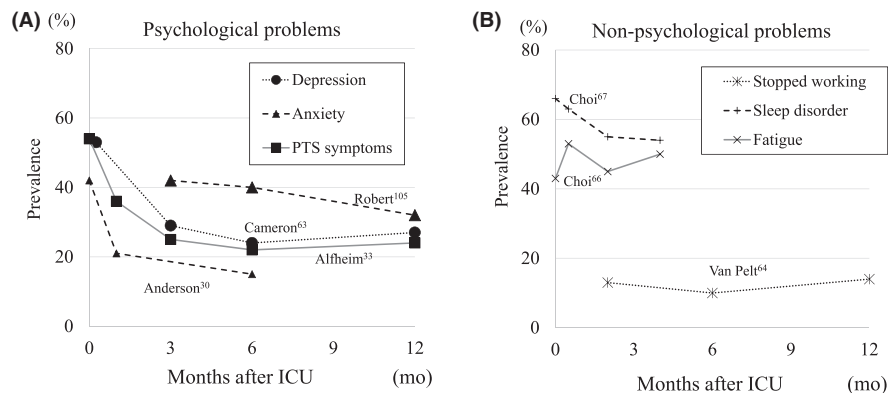 (A) (%) Psychological problems
80
60
40
20
0
Prevalence
Depression
Anxiety
PTS symptoms
Robert105
Cameron63
Alfheim33
Anderson30
0 3 6 9 12
Months after ICU (mo)
(B) (%) Non-psychological problems
80
60
40
20
0
Prevalence
Stopped working
Sleep disorder
Fatigue
Choi67
Choi66
Van Pelt64
0 3 6 9 12
Months after ICU (mo)